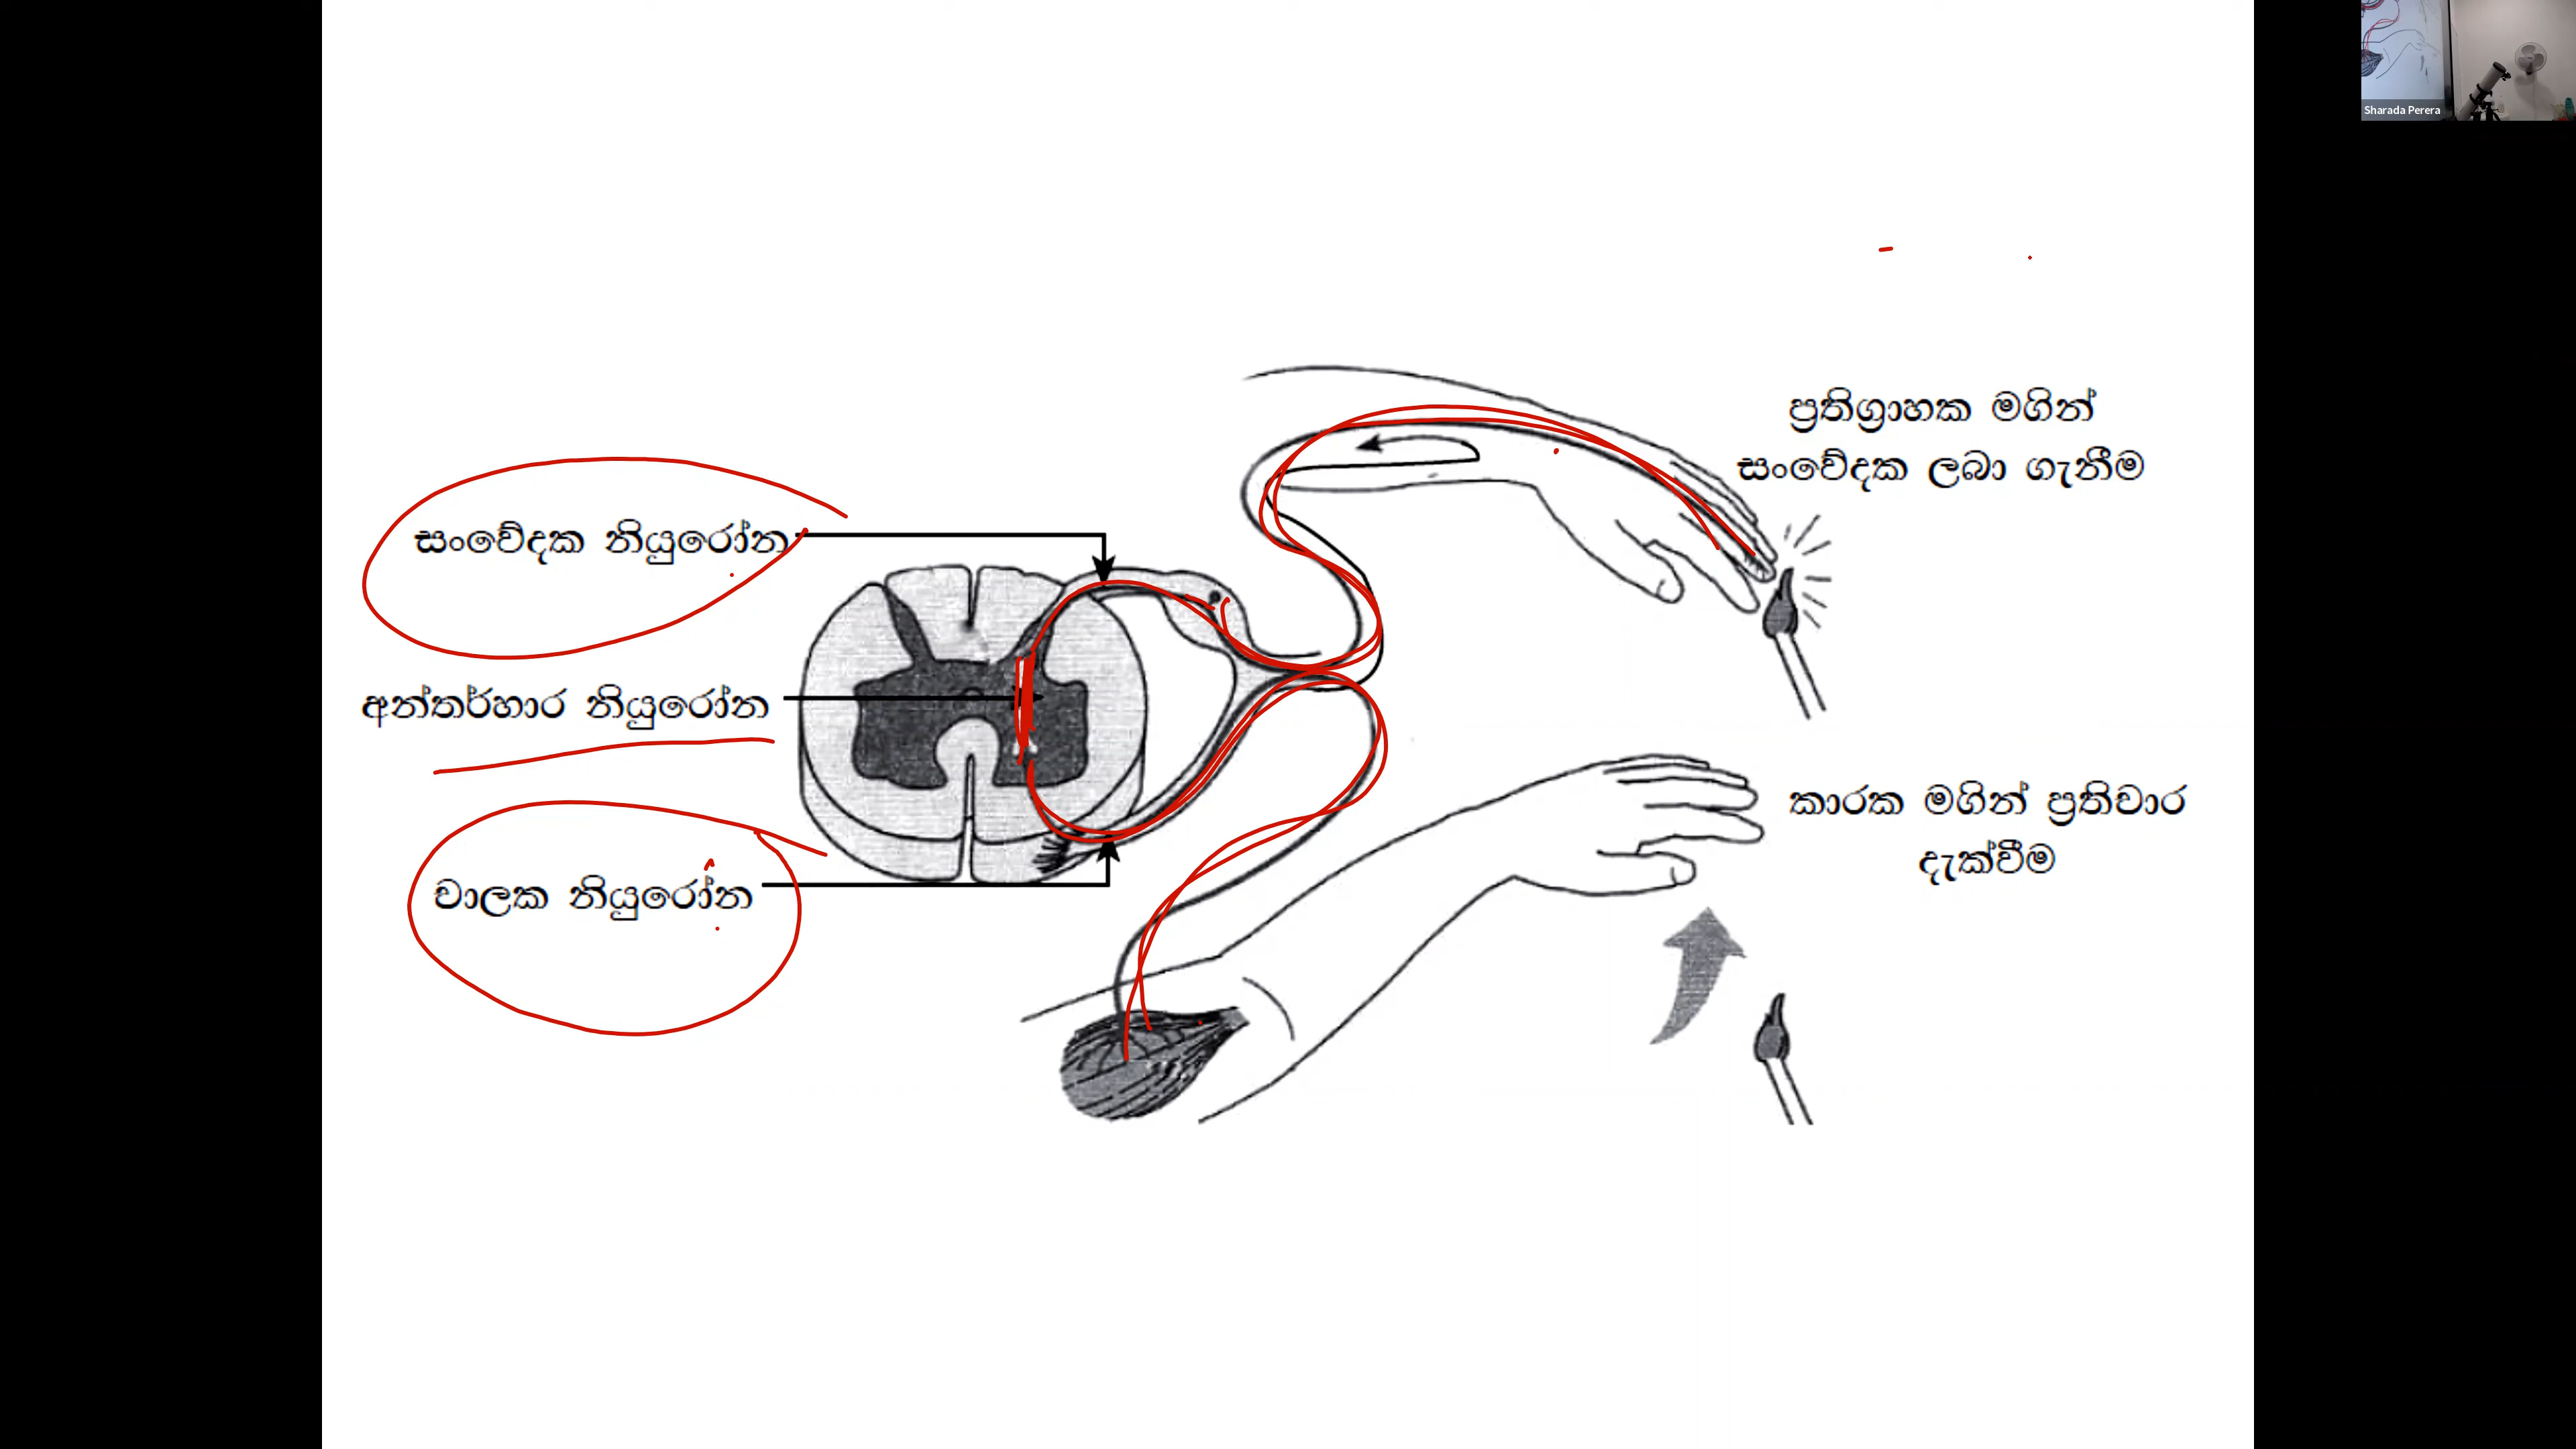 Sharada Perera
ප්‍රතිග්‍රාහක මගින්
සංවේදක ලබා ගැනීම
සංවේදක නියුරෝන
අන්තර්හාර නියුරෝන
කාරක මගින් ප්‍රතිචාර
දැක්වීම
චාලක නියුරෝන